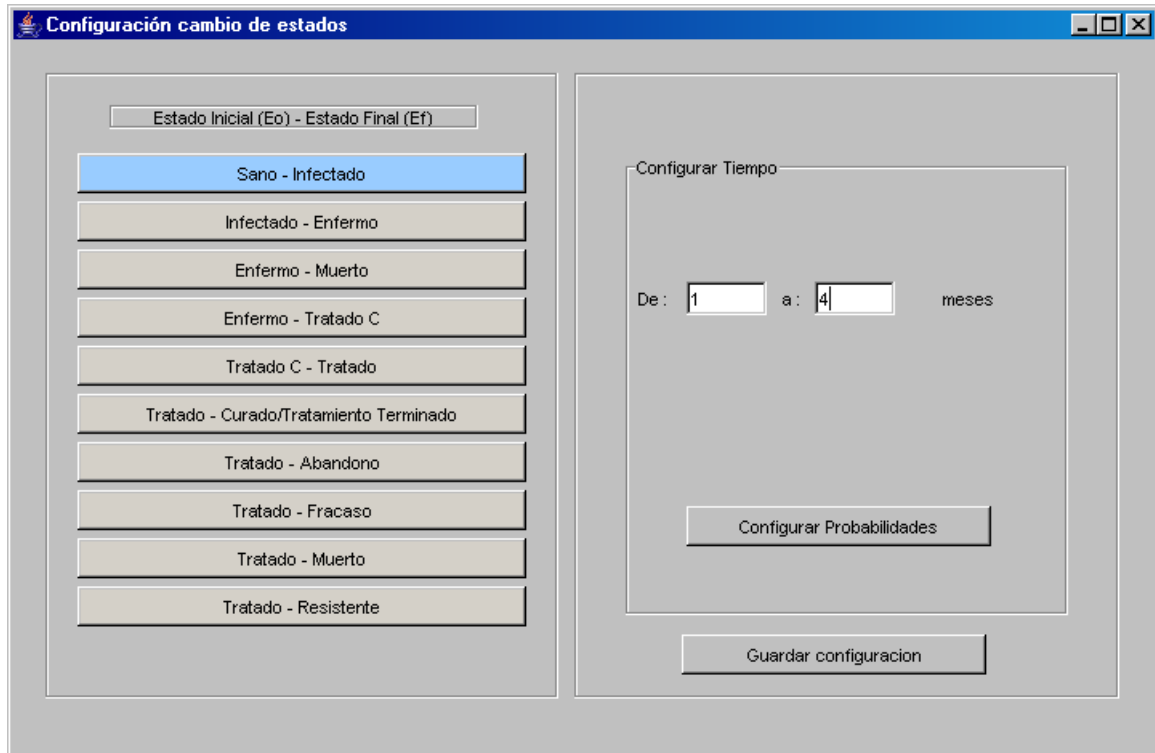 Configuración cambio de estados
Estado Inicial (Eo) - Estado Final (Ef)
Sano - Infectado
Infectado - Enfermo
Enfermo - Muerto
Enfermo - Tratado C
Tratado C - Tratado
Tratado - Curado/Tratamiento Terminado
Tratado - Abandono
Tratado - Fracaso
Tratado - Muerto
Tratado - Resistente
Configurar Tiempo
De : 1 a : 4 meses
Configurar Probabilidades
Guardar configuracion